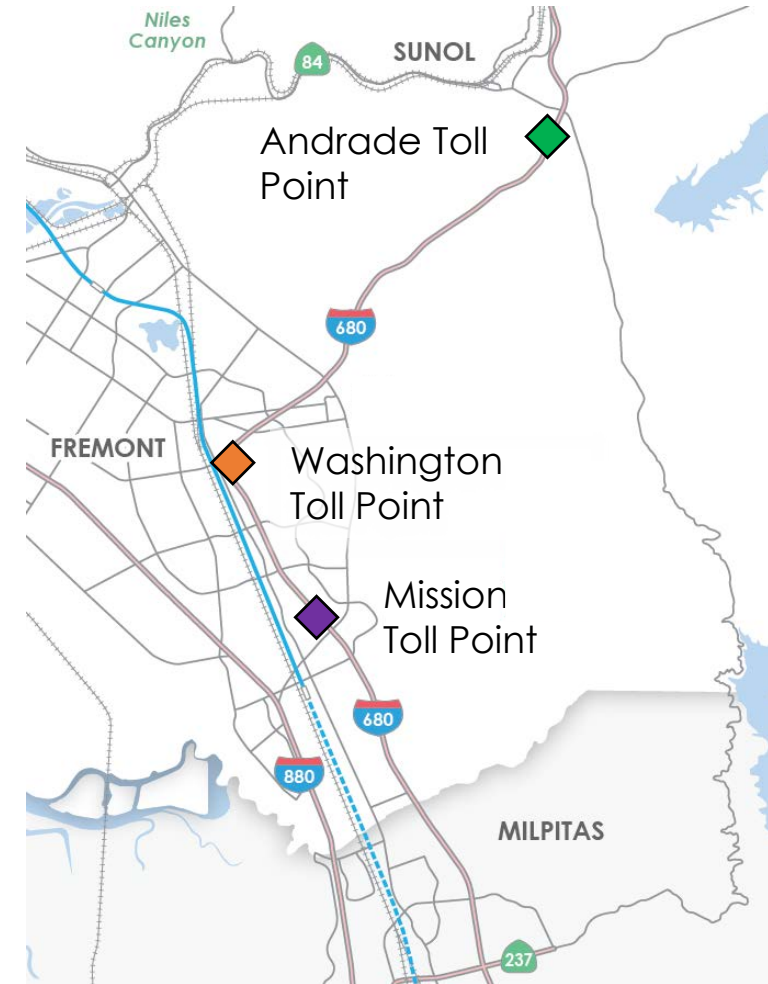 Niles
Canyon
84
SUNOL
Andrade Toll
Point
680
FREMONT
Washington
Toll Point
Mission
Toll Point
680
880
MILPITAS
237